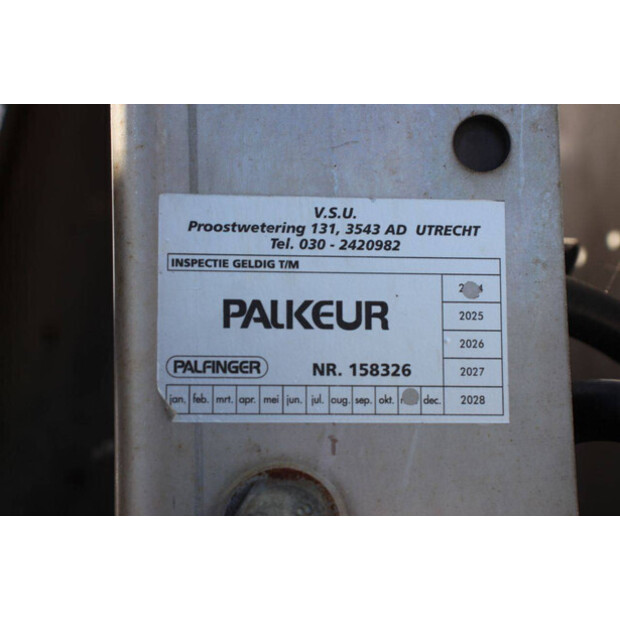 V.S.U.
Proostwetering 131, 3543 AD UTRECHT
Tel. 030 - 2420982
INSPECTIE GELDIG T/M
PALKEUR
2025
2026
2027
2028
PALFINGER NR. 158326
jan. feb. mrt. apr. mei jun. jul. aug. sep. okt. dec.